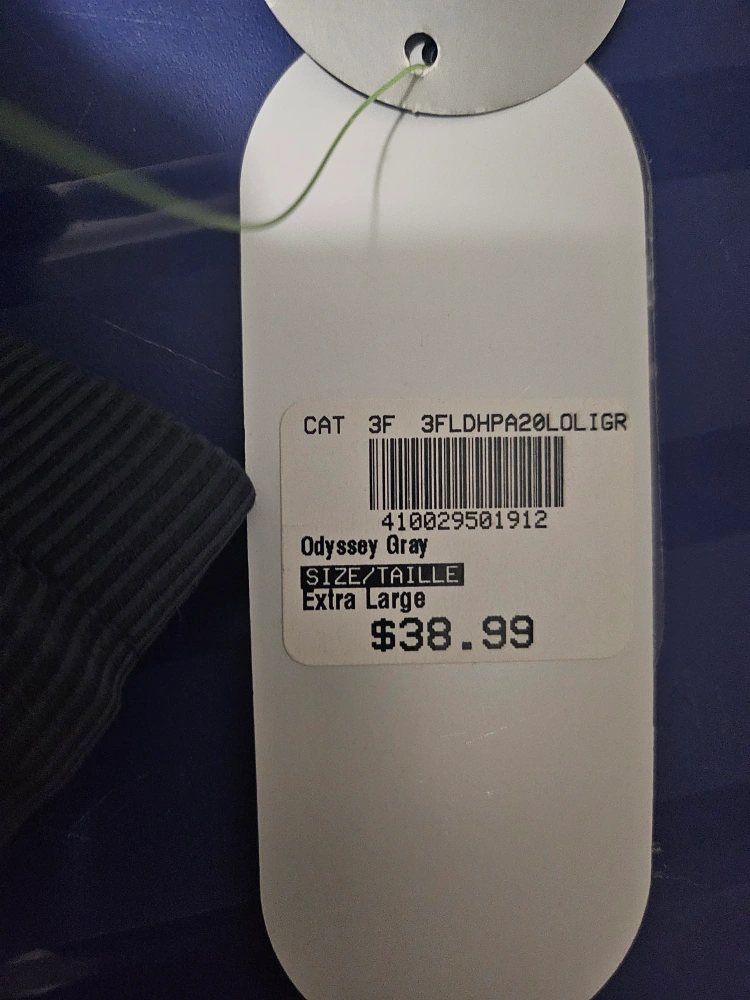 CAT 3F 3FLDHPA20LOLIGR
410029501912
Odyssey Gray
SIZE/TAILLE
Extra Large
$38.99